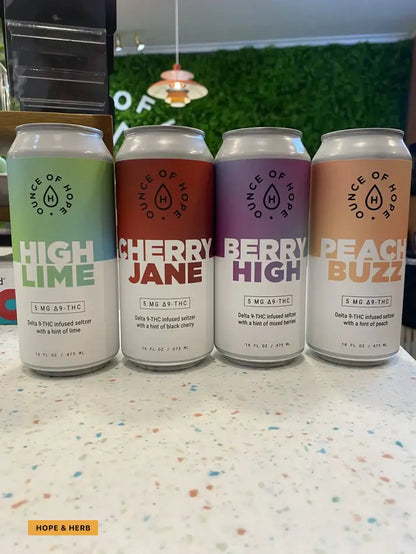 OF
OUNCE OF HOPE
H
HIGH
LIME
5 MG Δ9-THC
Delta 9-THC infused seltzer
with a hint of lime
16 FL OZ / 473 ML
OUNCE OF HOPE
H
CHERRY
JANE
5 MG Δ9-THC
Delta 9-THC infused seltzer
with a hint of black cherry
16 FL OZ / 473 ML
OUNCE OF HOPE
H
BERRY
HIGH
5 MG Δ9-THC
Delta 9-THC infused seltzer
with a hint of mixed berries
16 FL OZ / 473 ML
OUNCE OF HOPE
H
PEACH
BUZZ
5 MG Δ9-THC
Delta 9-THC infused seltzer
with a hint of peach
16 FL OZ / 473 ML
HOPE & HERB